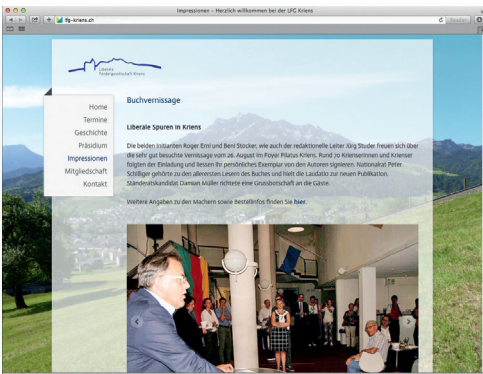 Impressionen – Herzlich willkommen bei der LFG Kriens
lfg-kriens.ch
Reader
Liberale
Fördergesellschaft Kriens
Home
Termine
Geschichte
Präsidium
Impressionen
Mitgliedschaft
Kontakt
Buchvernissage
Liberale Spuren in Kriens
Die beiden Initianten Roger Erni und Beni Stocker, wie auch der redaktionelle Leiter Jürg Studer freuen sich über
die sehr gut besuchte Vernissage vom 26. August im Foyer Pilatus Kriens. Rund 70 Krienserinnen und Krienser
folgten der Einladung und liessen ihr persönliches Exemplar von den Autoren signieren. Nationalrat Peter
Schilliger gehörte zu den allerersten Lesern des Buches und hielt die Laudatio zur neuen Publikation.
Ständeratskandidat Damian Müller richtete eine Grussbotschaft an die Gäste.
Weitere Angaben zu den Machern sowie Bestellinfos finden Sie hier.